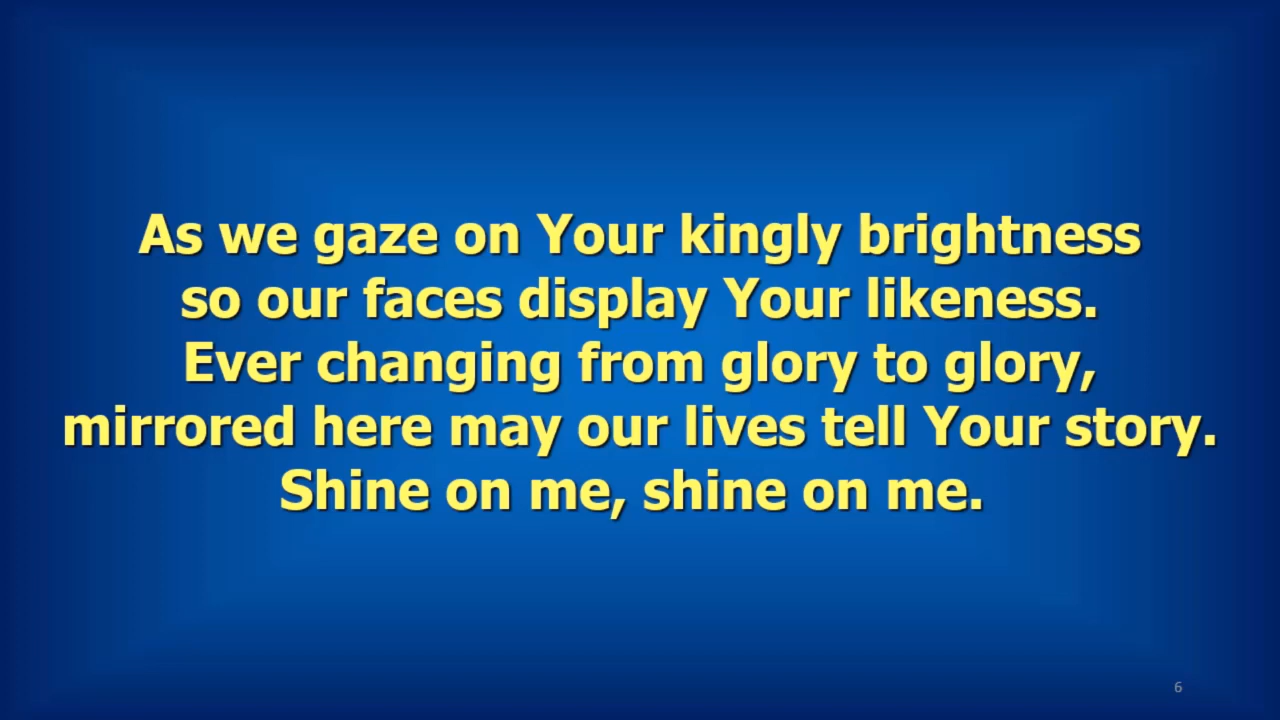 As we gaze on Your kingly brightness
so our faces display Your likeness.
Ever changing from glory to glory,
mirrored here may our lives tell Your story.
Shine on me, shine on me.
6